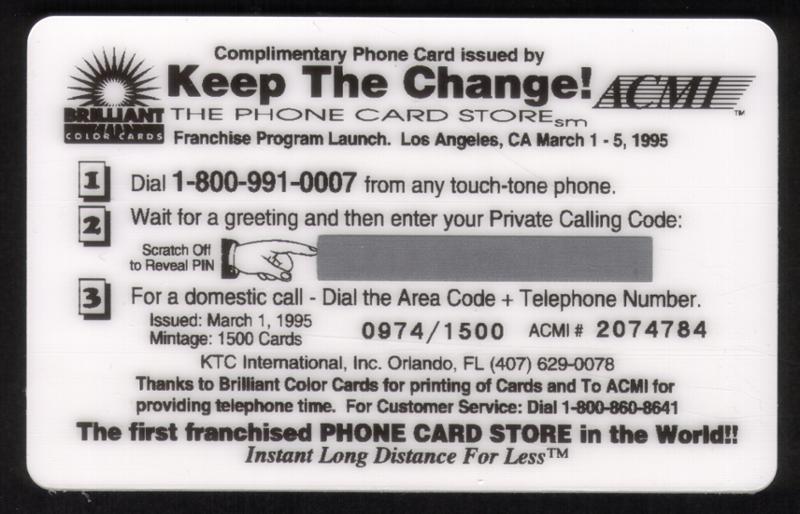 Complimentary Phone Card issued by
Keep The Change!
ACMI™
BRILLIANT
COLOR CARDS
THE PHONE CARD STORE sm
Franchise Program Launch. Los Angeles, CA March 1 - 5, 1995
1 Dial 1-800-991-0007 from any touch-tone phone.
2 Wait for a greeting and then enter your Private Calling Code:
Scratch Off
to Reveal PIN
3 For a domestic call - Dial the Area Code + Telephone Number.
Issued: March 1, 1995
Mintage: 1500 Cards
0974/1500 ACMI # 2074784
KTC International, Inc. Orlando, FL (407) 629-0078
Thanks to Brilliant Color Cards for printing of Cards and To ACMI for
providing telephone time. For Customer Service: Dial 1-800-860-8641
The first franchised PHONE CARD STORE in the World!!
Instant Long Distance For Less™